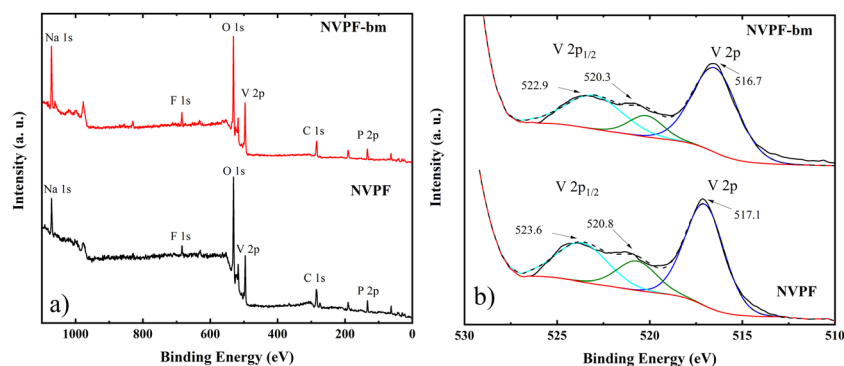 NVPF-bm
Na 1s
O 1s
F 1s
V 2p
C 1s
P 2p
NVPF
Na 1s
O 1s
F 1s
V 2p
C 1s
P 2p
a)
Intensity (a. u.)
1000 800 600 400 200 0
Binding Energy (eV)
NVPF-bm
V 2p1/2
V 2p
522.9
520.3
516.7
V 2p1/2
V 2p
523.6
520.8
517.1
NVPF
b)
Intensity (a. u.)
530 525 520 515 510
Binding Energy (eV)